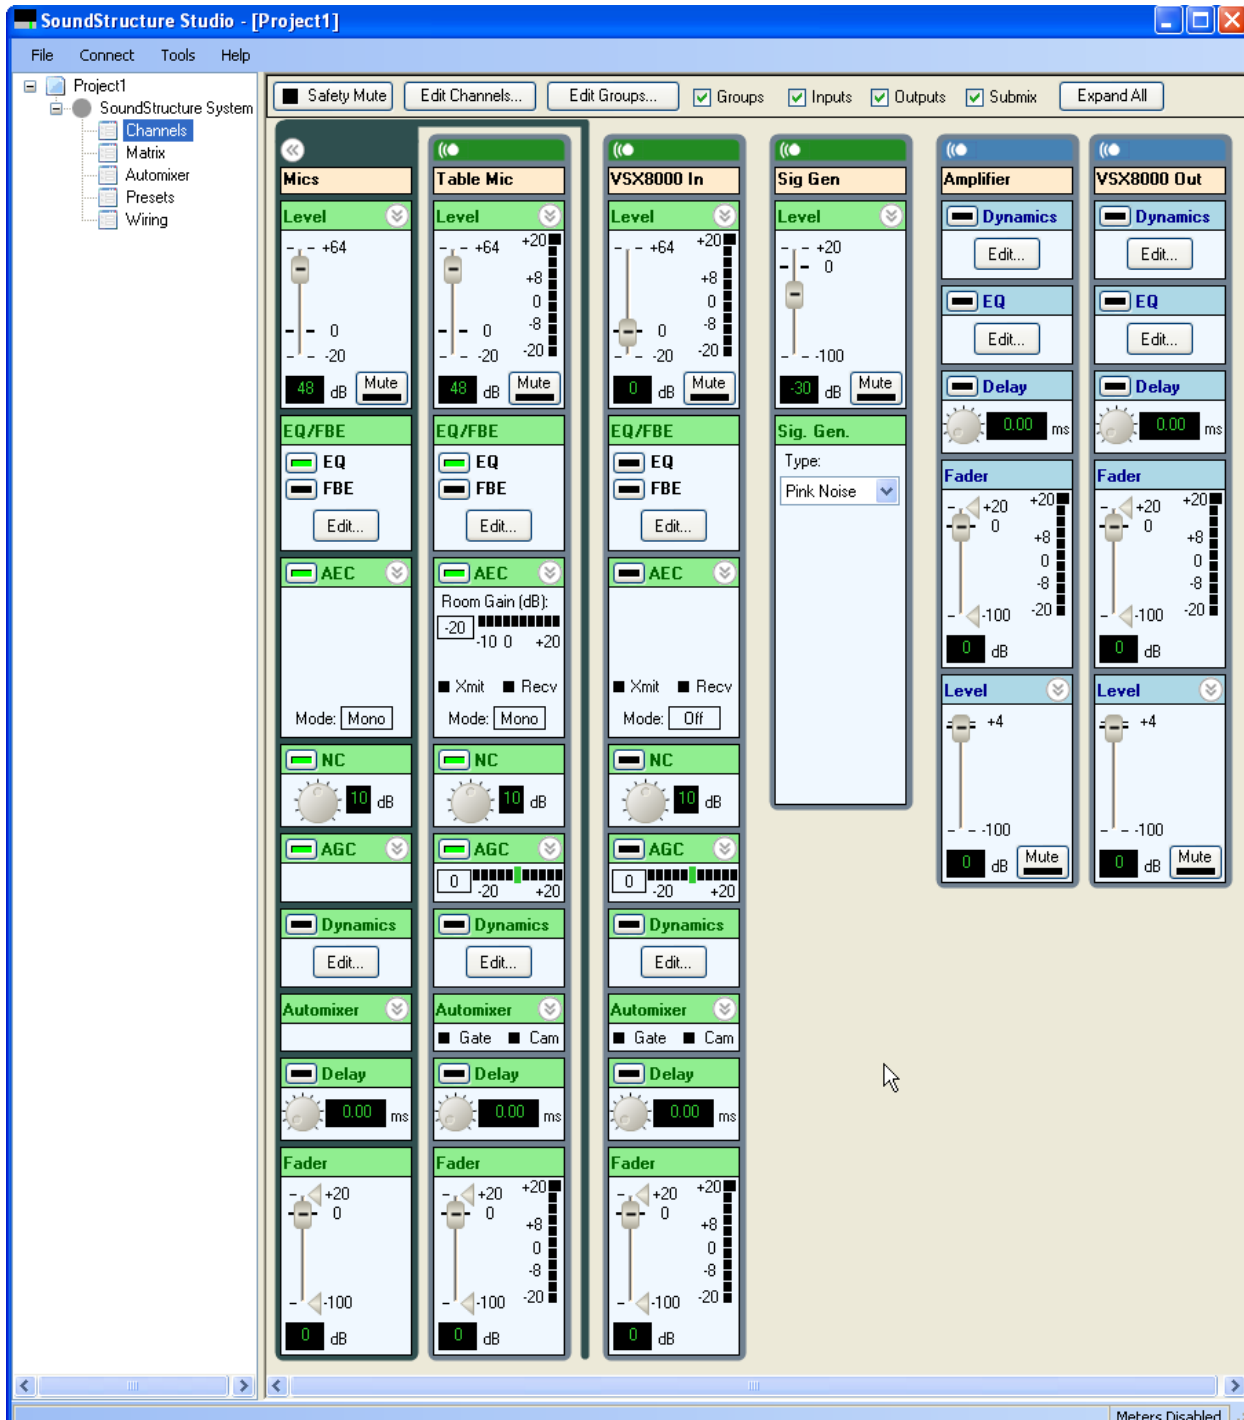 SoundStructure Studio - [Project1]
File Connect Tools Help
Project1
SoundStructure System
Channels
Matrix
Automixer
Presets
Wiring
Safety Mute Edit Channels... Edit Groups... Groups Inputs Outputs Submix Expand All
Mics
Level
+64
0
-20
48 dB Mute
EQ/FBE
EQ
FBE
Edit...
AEC
Mode: Mono
NC
10 dB
AGC
Dynamics
Edit...
Automixer
Delay
0.00 ms
Fader
+20
0
-100
0 dB
Table Mic
Level
+64 +20
+8
0
0 -8
-20 -20
48 dB Mute
EQ/FBE
EQ
FBE
Edit...
AEC
Room Gain (dB):
-20
-10 0 +20
Xmit Recv
Mode: Mono
NC
10 dB
AGC
0
-20 +20
Dynamics
Edit...
Automixer
Gate Cam
Delay
0.00 ms
Fader
+20 +20
0
+8
0
-8
-100 -20
0 dB
VSX8000 In
Level
+64 +20
+8
0
0 -8
-20 -20
0 dB Mute
EQ/FBE
EQ
FBE
Edit...
AEC
Xmit Recv
Mode: Off
NC
10 dB
AGC
0
-20 +20
Dynamics
Edit...
Automixer
Gate Cam
Delay
0.00 ms
Fader
+20 +20
0
+8
0
-8
-100 -20
0 dB
Sig Gen
Level
+20
0
-100
-30 dB Mute
Sig. Gen.
Type:
Pink Noise
Amplifier
Dynamics
Edit...
EQ
Edit...
Delay
0.00 ms
Fader
+20 +20
0
+8
0
-8
-100 -20
0 dB
Level
+4
-100
0 dB Mute
VSX8000 Out
Dynamics
Edit...
EQ
Edit...
Delay
0.00 ms
Fader
+20 +20
0
+8
0
-8
-100 -20
0 dB
Level
+4
-100
0 dB Mute
Meters Disabled